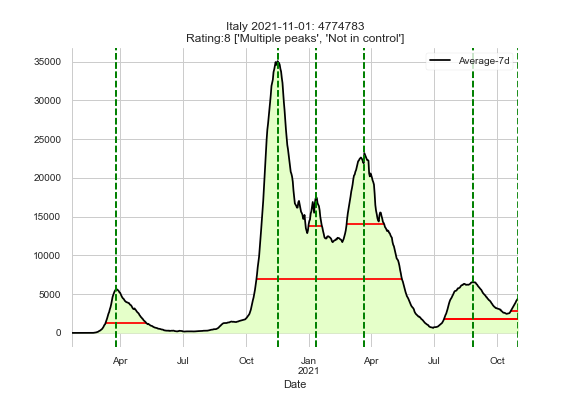 Italy 2021-11-01: 4774783
Rating:8 ['Multiple peaks', 'Not in control']
Average-7d
35000
30000
25000
20000
15000
10000
5000
0
Apr
Jul
Oct
Jan
2021
Apr
Jul
Oct
Date